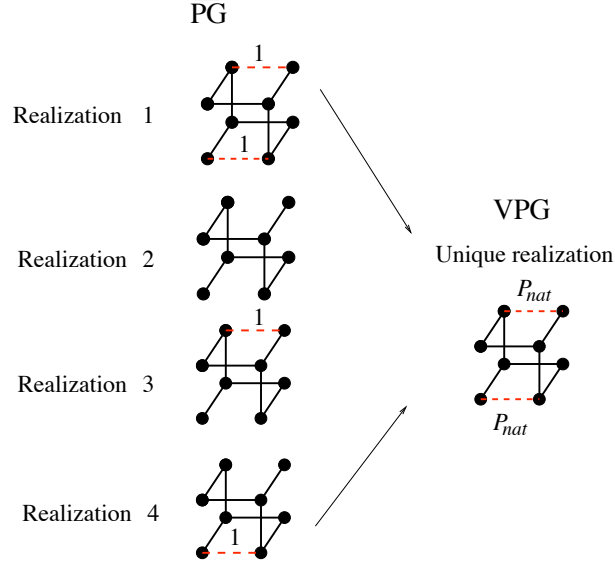 PG
1
Realization 1
1
VPG
Realization 2
Unique realization
P_nat
1
Realization 3
P_nat
Realization 4
1